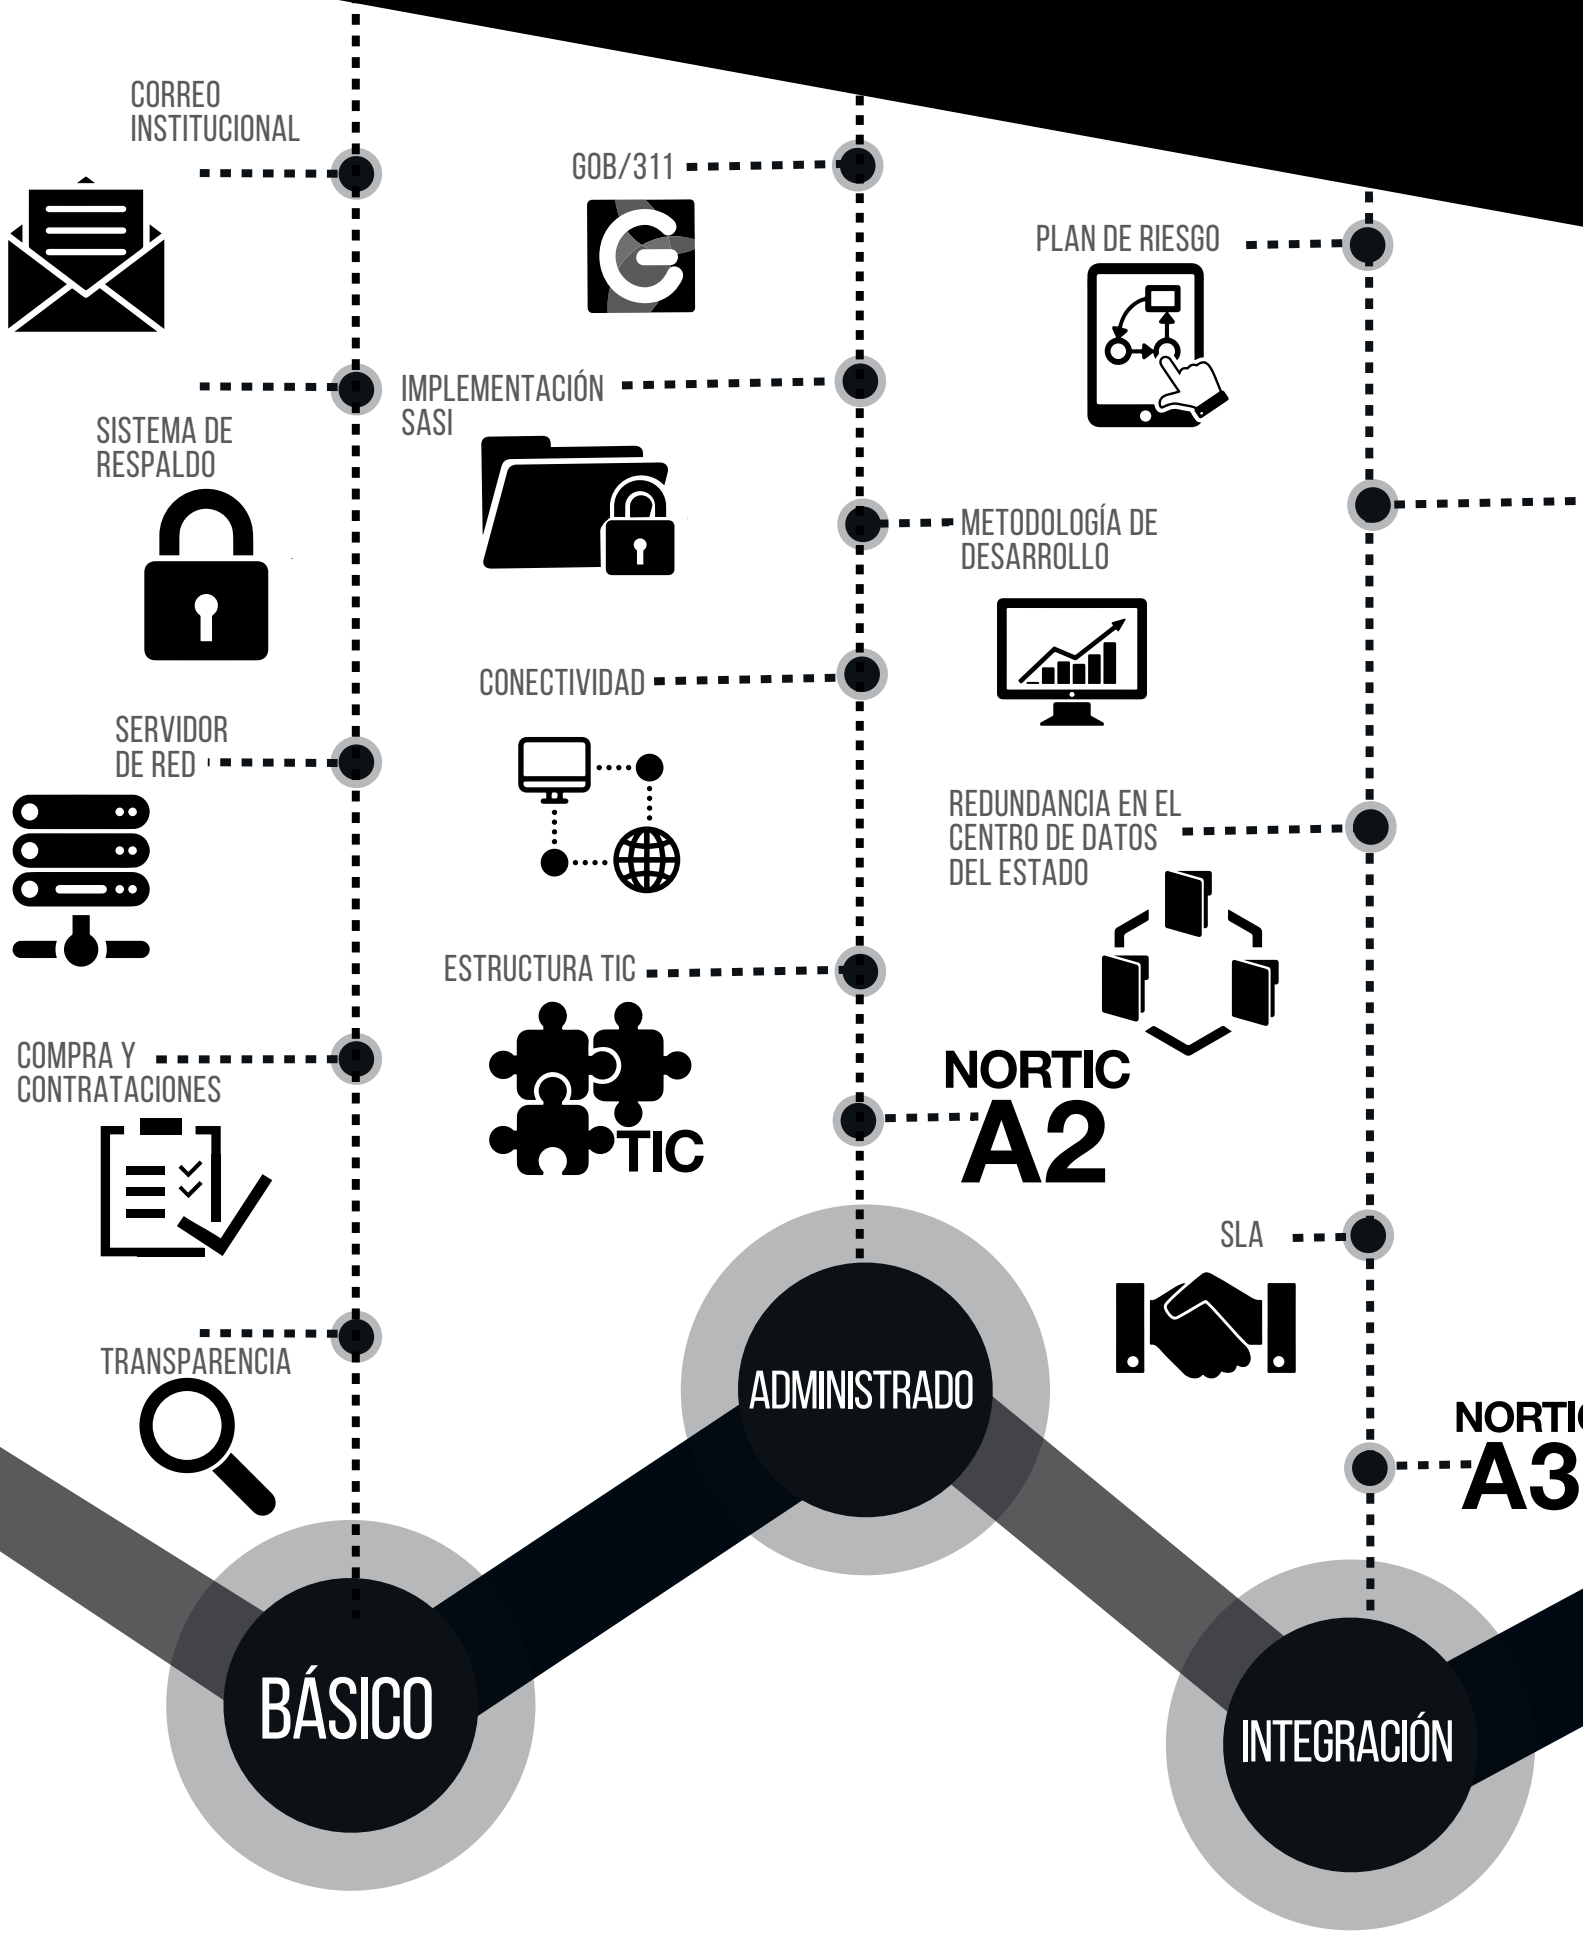 CORREO
INSTITUCIONAL
SISTEMA DE
RESPALDO
SERVIDOR
DE RED
COMPRA Y
CONTRATACIONES
TRANSPARENCIA
BÁSICO
GOB/311
IMPLEMENTACIÓN
SASI
METODOLOGÍA DE
DESARROLLO
CONECTIVIDAD
ESTRUCTURA TIC
TIC
NORTIC
A2
ADMINISTRADO
PLAN DE RIESGO
REDUNDANCIA EN EL
CENTRO DE DATOS
DEL ESTADO
SLA
NORTIC
A3
INTEGRACIÓN